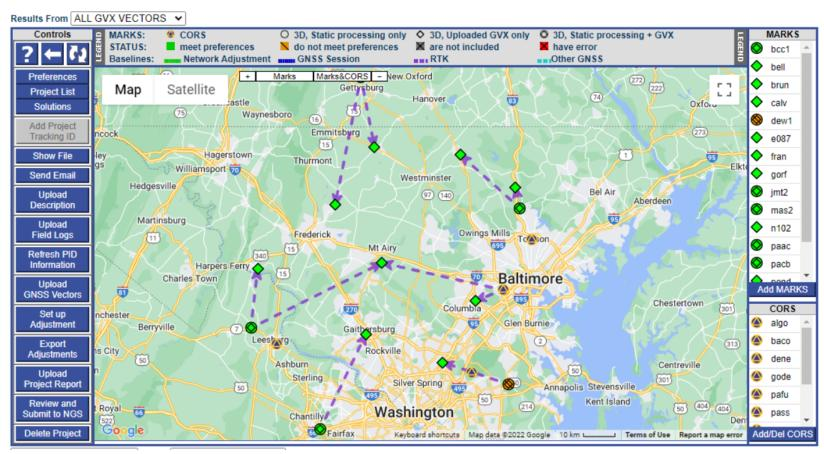 Results From ALL GVX VECTORS
Controls
LEGEND
MARKS: CORS 3D, Static processing only 3D, Uploaded GVX only 3D, Static processing + GVX
STATUS: meet preferences do not meet preferences are not included have error
Baselines: Network Adjustment GNSS Session RTK Other GNSS
LEGEND
?
Preferences
Project List
Solutions
Add Project
Tracking ID
Show File
Send Email
Upload
Description
Upload
Field Logs
Refresh PID
Information
Upload
GNSS Vectors
Set up
Adjustment
Export
Adjustments
Upload
Project Report
Review and
Submit to NGS
Delete Project
+ Marks Marks&CORS −
Map Satellite
New Oxford
Gettysburg
Hanover
Waynesboro
Emmitsburg
Oxford
Hagerstown
Williamsport
Thurmont
Westminster
Hedgesville
Bel Air
Aberdeen
Martinsburg
Frederick
Owings Mills
Mt Airy
Harpers Ferry
Charles Town
Baltimore
Columbia
Chestertown
Berryville
Leesburg
Gaithersburg
Glen Burnie
Rockville
Ashburn
Sterling
Silver Spring
Centreville
Annapolis
Stevensville
Kent Island
Chantilly
Washington
Fairfax
Google
Keyboard shortcuts Map data ©2022 Google 10 km Terms of Use Report a map error
MARKS
bcc1
bell
brun
calv
dew1
e087
fran
gorf
jmt2
mas2
n102
paac
pacb
Add MARKS
CORS
algo
baco
dene
gode
pafu
pass
Add/Del CORS